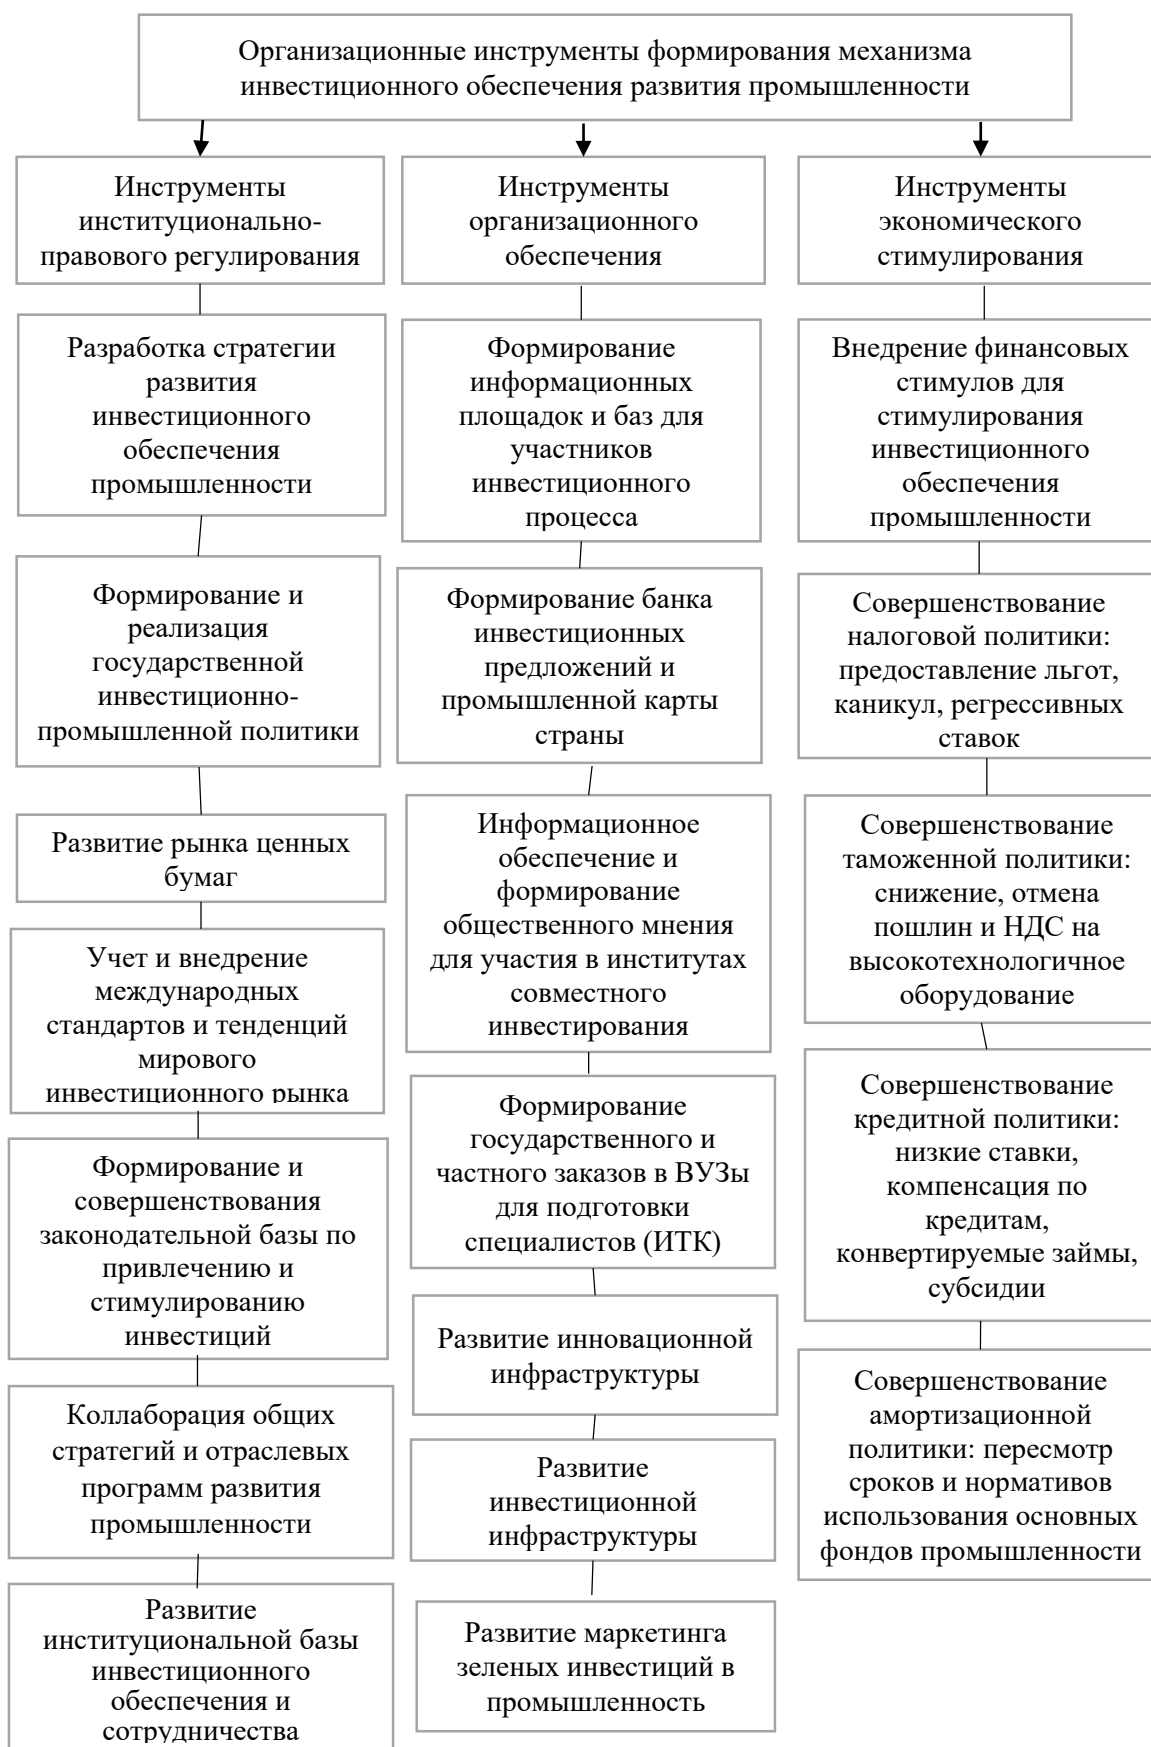 Организационные инструменты формирования механизма
инвестиционного обеспечения развития промышленности
Инструменты
институционально-
правового регулирования
Разработка стратегии
развития
инвестиционного
обеспечения
промышленности
Формирование и
реализация
государственной
инвестиционно-
промышленной политики
Развитие рынка ценных
бумаг
Учет и внедрение
международных
стандартов и тенденций
мирового
инвестиционного рынка
Формирование и
совершенствования
законодательной базы по
привлечению и
стимулированию
инвестиций
Коллаборация общих
стратегий и отраслевых
программ развития
промышленности
Развитие
институциональной базы
инвестиционного
обеспечения и
сотрудничества
Инструменты
организационного
обеспечения
Формирование
информационных
площадок и баз для
участников
инвестиционного
процесса
Формирование банка
инвестиционных
предложений и
промышленной карты
страны
Информационное
обеспечение и
формирование
общественного мнения
для участия в институтах
совместного
инвестирования
Формирование
государственного и
частного заказов в ВУЗы
для подготовки
специалистов (ИТК)
Развитие инновационной
инфраструктуры
Развитие
инвестиционной
инфраструктуры
Развитие маркетинга
зеленых инвестиций в
промышленность
Инструменты
экономического
стимулирования
Внедрение финансовых
стимулов для
стимулирования
инвестиционного
обеспечения
промышленности
Совершенствование
налоговой политики:
предоставление льгот,
каникул, регрессивных
ставок
Совершенствование
таможенной политики:
снижение, отмена
пошлин и НДС на
высокотехнологичное
оборудование
Совершенствование
кредитной политики:
низкие ставки,
компенсация по
кредитам,
конвертируемые займы,
субсидии
Совершенствование
амортизационной
политики: пересмотр
сроков и нормативов
использования основных
фондов промышленности